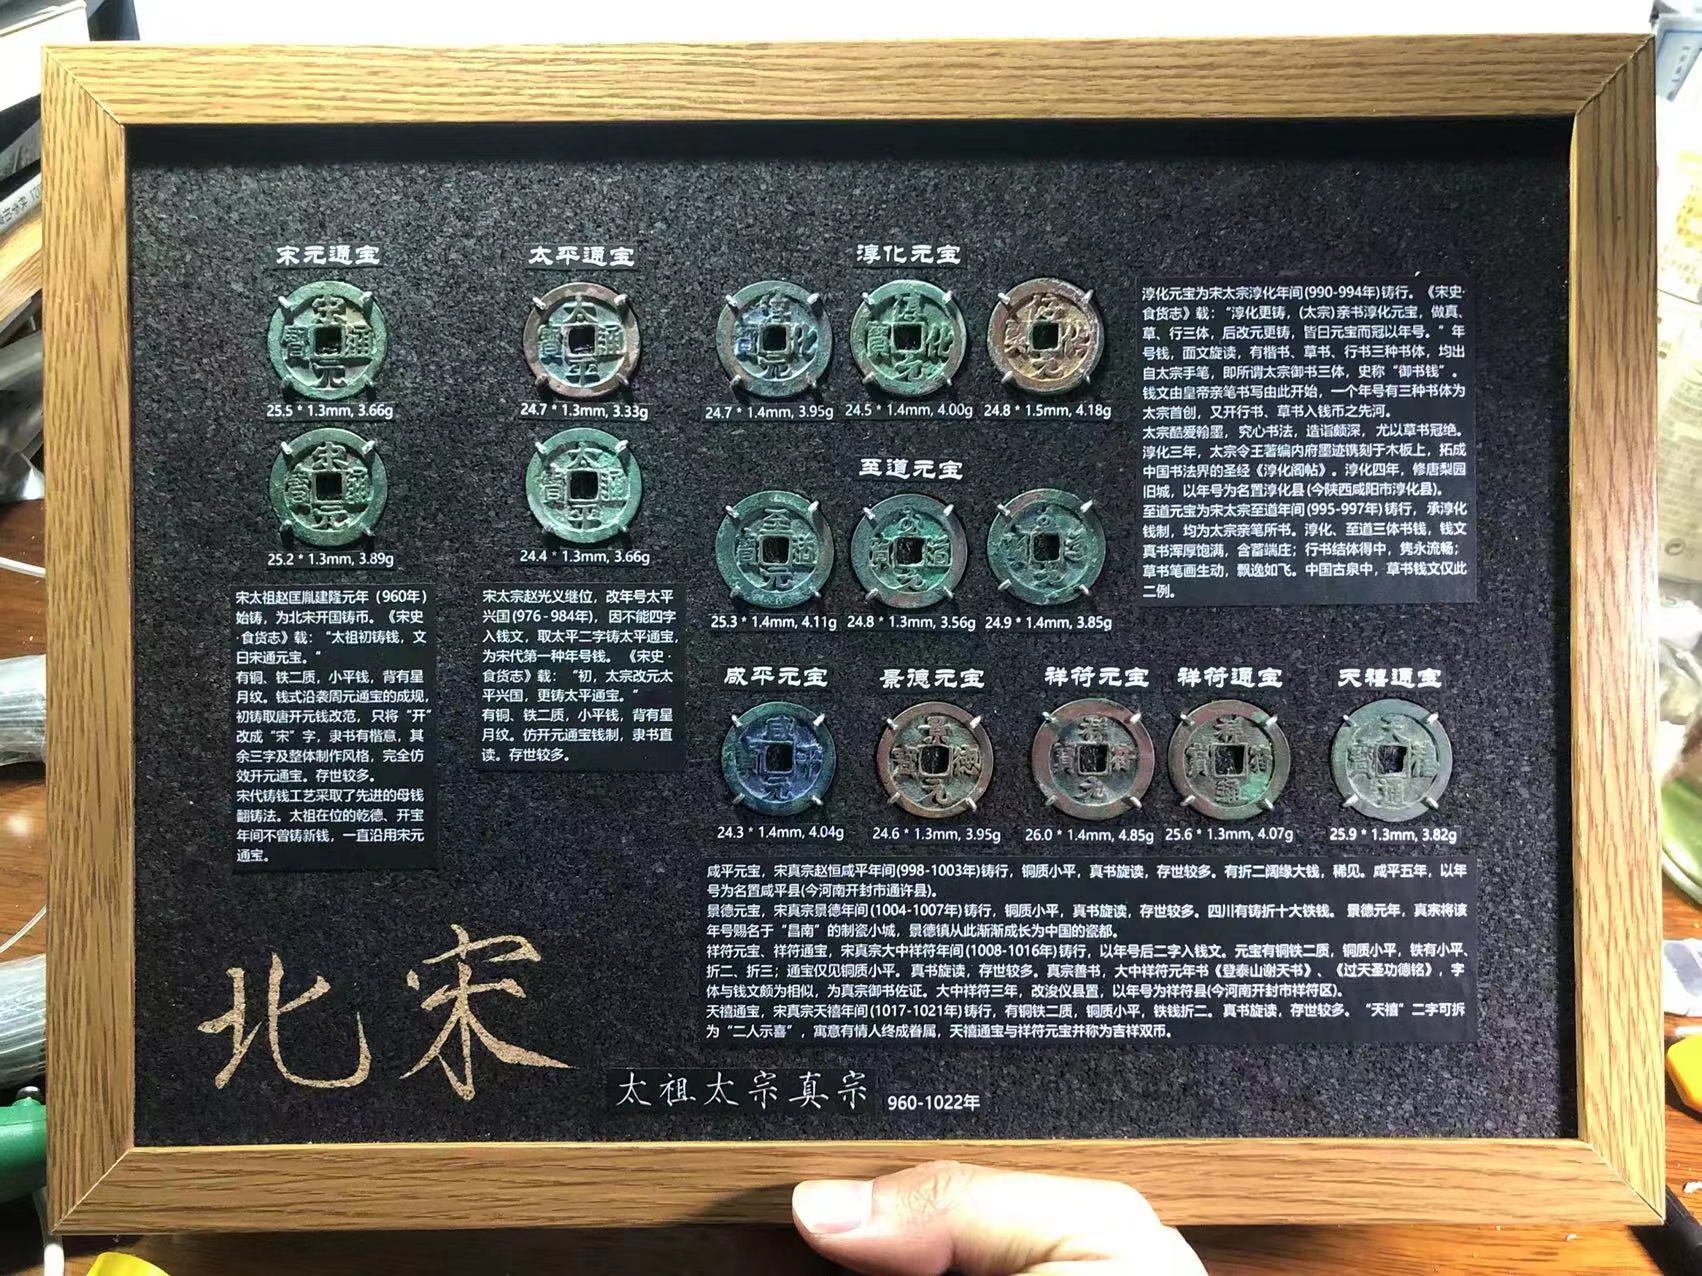 宋元通宝
25.5 * 1.3mm, 3.66g
25.2 * 1.3mm, 3.89g
宋太祖赵匡胤建隆元年（960年）
始铸，为北宋开国铸币。《宋史
·食货志》载：“太祖初铸钱，文
曰宋通元宝。”
有铜、铁二质，小平钱，背有星
月纹。钱式沿袭周元通宝的成规，
初铸取唐开元钱改范，只将“开”
改成“宋”字，隶书有楷意，其
余三字及整体制作风格，完全仿
效开元通宝。存世较多。
宋代铸钱工艺采取了先进的母钱
翻铸法。太祖在位的乾德、开宝
年间不曾铸新钱，一直沿用宋元
通宝。
太平通宝
24.7 * 1.3mm, 3.33g
24.4 * 1.3mm, 3.66g
宋太宗赵光义继位，改年号太平
兴国(976-984年)，因不能四字
入钱文，取太平二字铸太平通宝，
为宋代第一种年号钱。《宋史·
食货志》载：“初，太宗改元太
平兴国，更铸太平通宝。”
有铜、铁二质，小平钱，背有星
月纹。仿开元通宝钱制，隶书直
读。存世较多。
淳化元宝
24.7 * 1.4mm, 3.95g
24.5 * 1.4mm, 4.00g
24.8 * 1.5mm, 4.18g
至道元宝
25.3 * 1.4mm, 4.11g
24.8 * 1.3mm, 3.56g
24.9 * 1.4mm, 3.85g
淳化元宝为宋太宗淳化年间(990-994年)铸行。《宋史·
食货志》载：“淳化更铸，(太宗)亲书淳化元宝，做真、
草、行三体，后改元更铸，皆曰元宝而冠以年号。”年
号钱，面文旋读，有楷书、草书、行书三种书体，均出
自太宗手笔，即所谓太宗御书三体，史称“御书钱”。
钱文由皇帝亲笔书写由此开始，一个年号有三种书体为
太宗首创，又开行书、草书入钱币之先河。
太宗酷爱翰墨，究心书法，造诣颇深，尤以草书冠绝。
淳化三年，太宗令王著编内府墨迹镌刻于木板上，拓成
中国书法界的圣经《淳化阁帖》。淳化四年，修唐梨园
旧城，以年号为名置淳化县(今陕西咸阳市淳化县)。
至道元宝为宋太宗至道年间(995-997年)铸行，承淳化
钱制，均为太宗亲笔所书。淳化、至道三体书钱，钱文
真书浑厚饱满，含蓄端庄；行书结体得中，隽永流畅；
草书笔画生动，飘逸如飞。中国古泉中，草书钱文仅此
二例。
咸平元宝
24.3 * 1.4mm, 4.04g
景德元宝
24.6 * 1.3mm, 3.95g
祥符元宝
26.0 * 1.4mm, 4.85g
祥符通宝
25.6 * 1.3mm, 4.07g
天禧通宝
25.9 * 1.3mm, 3.82g
咸平元宝，宋真宗赵恒咸平年间(998-1003年)铸行，铜质小平，真书旋读，存世较多。有折二阔缘大钱，稀见。咸平五年，以年
号为名置咸平县(今河南开封市通许县)。
景德元宝，宋真宗景德年间(1004-1007年)铸行，铜质小平，真书旋读，存世较多。四川有铸折十大铁钱。 景德元年，真宗将该
年号赐名于“昌南”的制瓷小城，景德镇从此渐渐成长为中国的瓷都。
祥符元宝、祥符通宝，宋真宗大中祥符年间(1008-1016年)铸行，以年号后二字入钱文。元宝有铜铁二质，铜质小平，铁有小平、
折二、折三；通宝仅见铜质小平。真书旋读，存世较多。真宗善书，大中祥符元年书《登泰山谢天书》、《过天圣功德铭》，字
体与钱文颇为相似，为真宗御书佐证。大中祥符三年，改浚仪县置，以年号为祥符县(今河南开封市祥符区)。
天禧通宝，宋真宗天禧年间(1017-1021年)铸行，有铜铁二质，铜质小平，铁钱折二。真书旋读，存世较多。 “天禧”二字可拆
为“二人示喜”，寓意有情人终成眷属，天禧通宝与祥符元宝并称为吉祥双币。
北宋
太祖太宗真宗 960-1022年